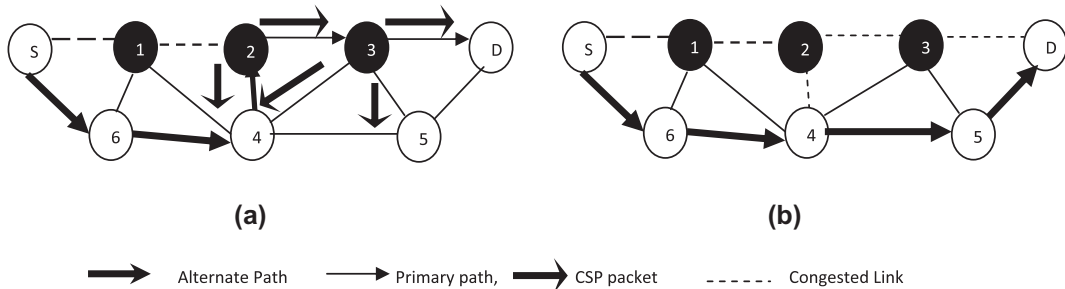 S 1 2 3 D
6 4 5
S 1 2 3 D
6 4 5
(a) (b)
Alternate Path Primary path, CSP packet Congested Link